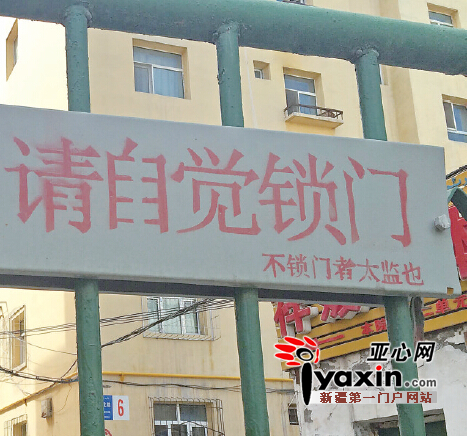 请自觉锁门
不锁门者太监也
6
亚心网
iyaxin.com
新疆第一门户网站